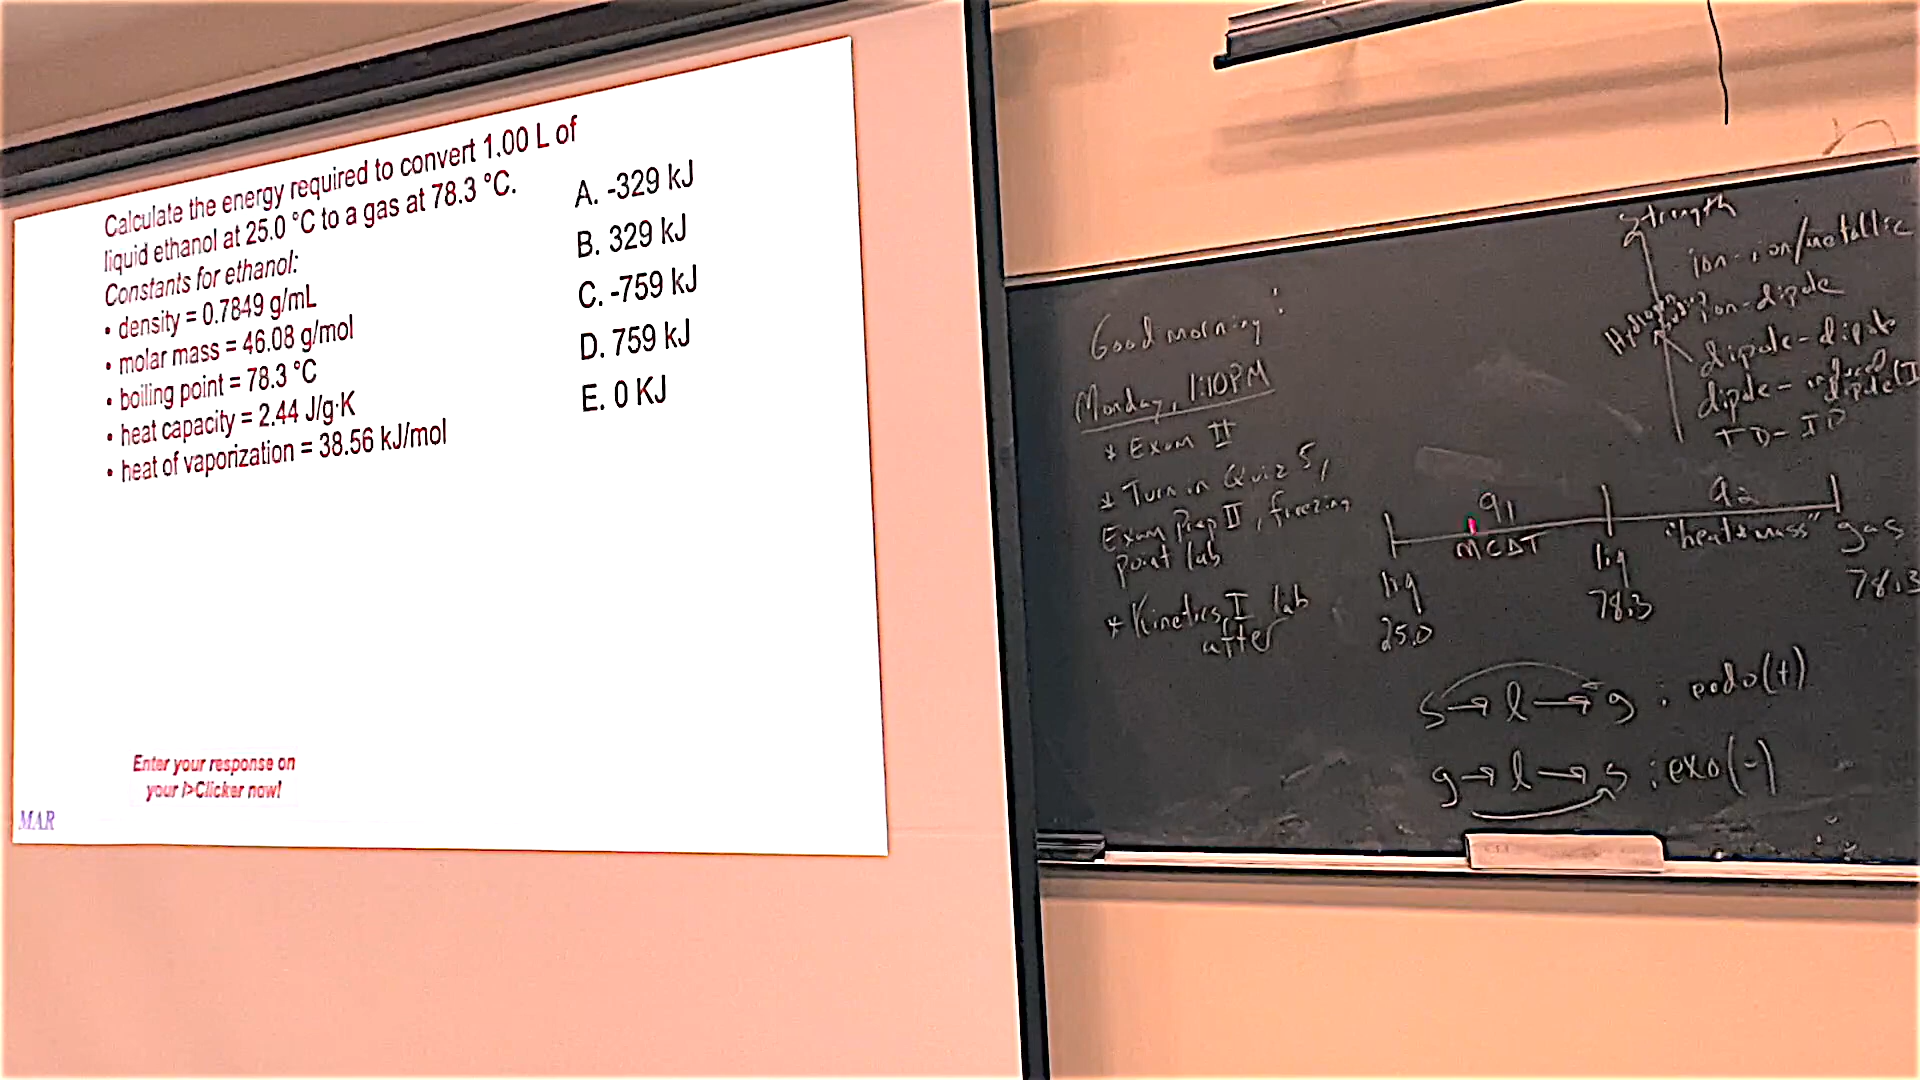 Calculate the energy required to convert 1.00 L of
liquid ethanol at 25.0 °C to a gas at 78.3 °C.
Constants for ethanol:
• density = 0.7849 g/mL
• molar mass = 46.08 g/mol
• boiling point = 78.3 °C
• heat capacity = 2.44 J/g·K
• heat of vaporization = 38.56 kJ/mol
A. -329 kJ
B. 329 kJ
C. -759 kJ
D. 759 kJ
E. 0 KJ
Enter your response on
your i>Clicker now!
MAR
Good morning!
Monday, 1:10PM
* Exam II
* Turn in Quiz 5,
Exam Prep II, freezing
point lab
* Kinetics I lab
after
Strength
ion-ion/metallic
ion-dipole
Hydrogen
dipole-dipole
dipole-induced
dipole (I
ID-ID
q1
q2
mCΔT
"heat*mass"
gas
liq
liq
78.3
25.0
78.3
s→l→g : endo(+)
g→l→s : exo(-)